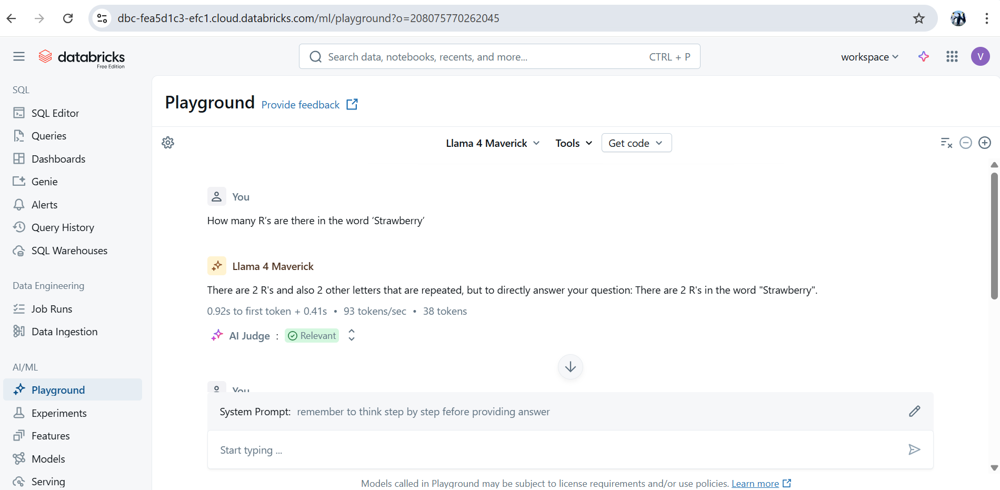 dbc-fea5d1c3-efc1.cloud.databricks.com/ml/playground?o=208075770262045
databricks
Free Edition
Search data, notebooks, recents, and more...
CTRL + P
workspace
V
SQL
SQL Editor
Queries
Dashboards
Genie
Alerts
Query History
SQL Warehouses
Data Engineering
Job Runs
Data Ingestion
AI/ML
Playground
Experiments
Features
Models
Serving
Playground
Provide feedback
Llama 4 Maverick
Tools
Get code
You
How many R’s are there in the word ‘Strawberry’
Llama 4 Maverick
There are 2 R's and also 2 other letters that are repeated, but to directly answer your question: There are 2 R's in the word "Strawberry".
0.92s to first token + 0.41s • 93 tokens/sec • 38 tokens
AI Judge : Relevant
You
System Prompt: remember to think step by step fefore providing answer
Start typing ...
Models called in Playground may be subject to license requirements and/or use policies. Learn more